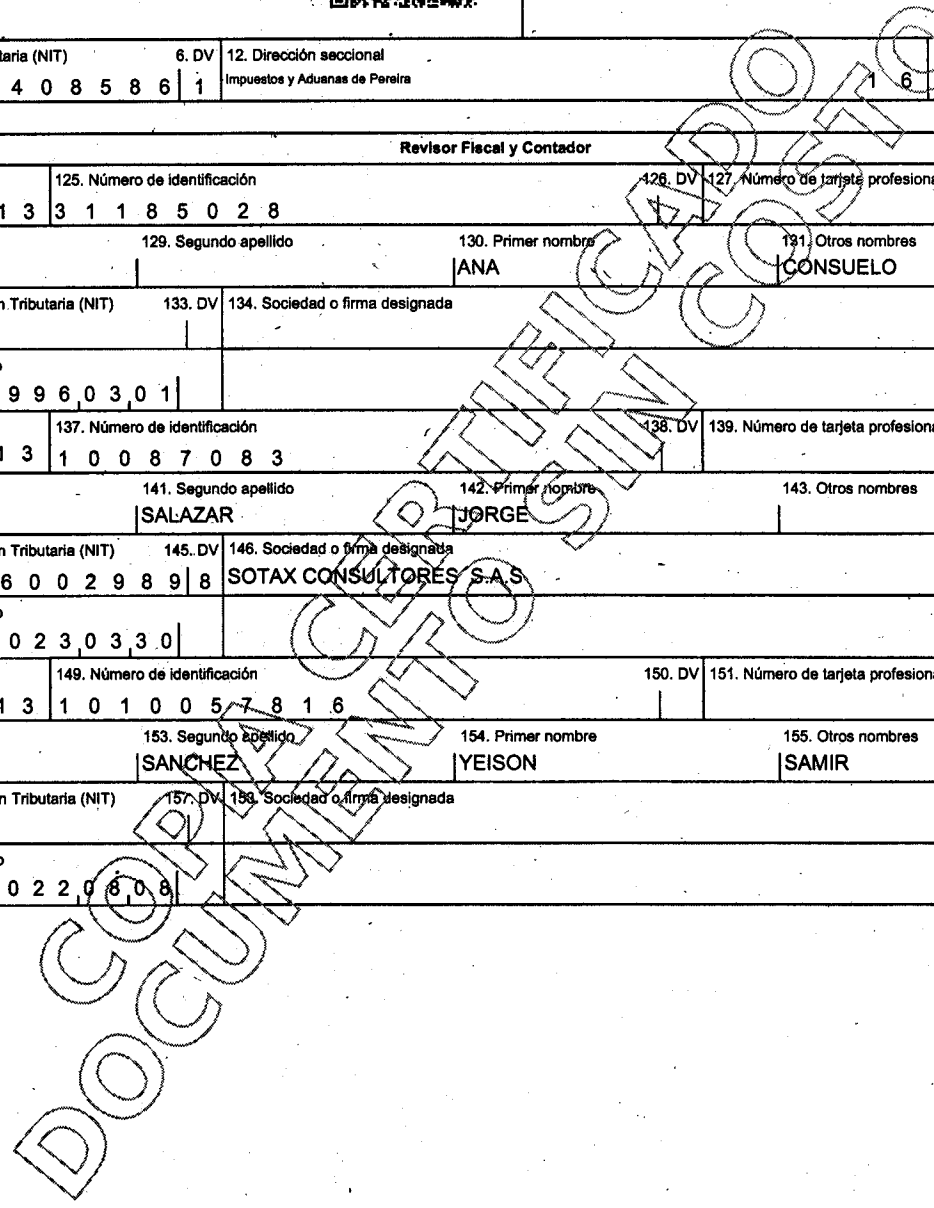 taria (NIT) 6. DV 12. Dirección seccional
4 0 8 5 8 6 1 Impuestos y Aduanas de Pereira 1 6
Revisor Fiscal y Contador
125. Número de identificación 126. DV 127. Número de tarjeta profesiona
1 3 3 1 1 8 5 0 2 8
129. Segundo apellido 130. Primer nombre 131. Otros nombres
ANA CONSUELO
n Tributaria (NIT) 133. DV 134. Sociedad o firma designada
9 9 6 0 3 0 1
137. Número de identificación 138. DV 139. Número de tarjeta profesiona
1 3 1 0 0 8 7 0 8 3
141. Segundo apellido 142. Primer nombre 143. Otros nombres
SALAZAR JORGE
n Tributaria (NIT) 145. DV 146. Sociedad o firma designada
6 0 0 2 9 8 9 8 SOTAX CONSULTORES S.A.S
0 2 3 0 3 3 0
149. Número de identificación 150. DV 151. Número de tarjeta profesiona
1 3 1 0 1 0 0 5 7 8 1 6
153. Segundo apellido 154. Primer nombre 155. Otros nombres
SANCHEZ YEISON SAMIR
n Tributaria (NIT) 157. DV 158. Sociedad o firma designada
0 2 2 0 8 0 8
COPIA CERTIFICADO
DOCUMENTO SIN COSTO